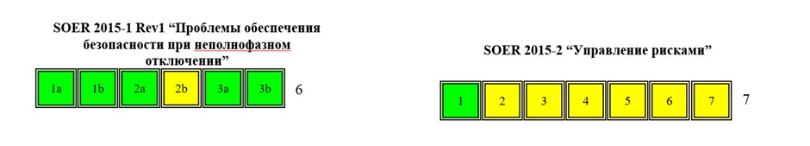 SOER 2015-1 Rev1 “Проблемы обеспечения
безопасности при неполнофазном
отключении”
1a 1b 2a 2b 3a 3b 6
SOER 2015-2 “Управление рисками”
1 2 3 4 5 6 7 7